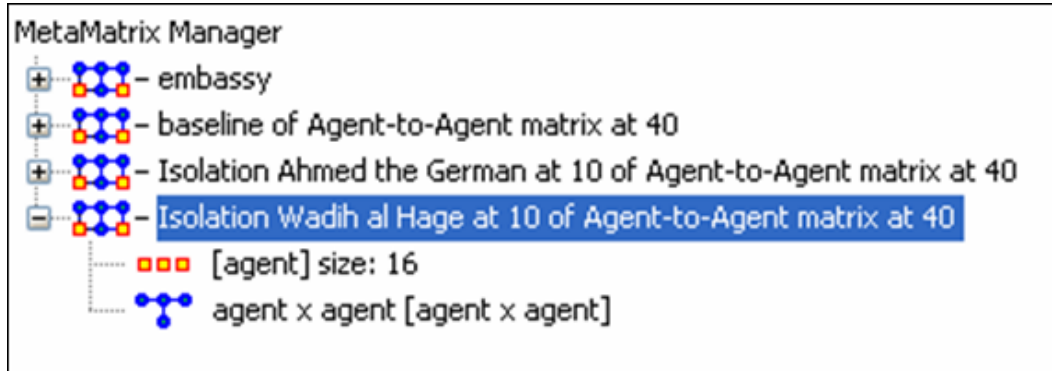 MetaMatrix Manager
embassy
baseline of Agent-to-Agent matrix at 40
Isolation Ahmed the German at 10 of Agent-to-Agent matrix at 40
Isolation Wadih al Hage at 10 of Agent-to-Agent matrix at 40
[agent] size: 16
agent x agent [agent x agent]